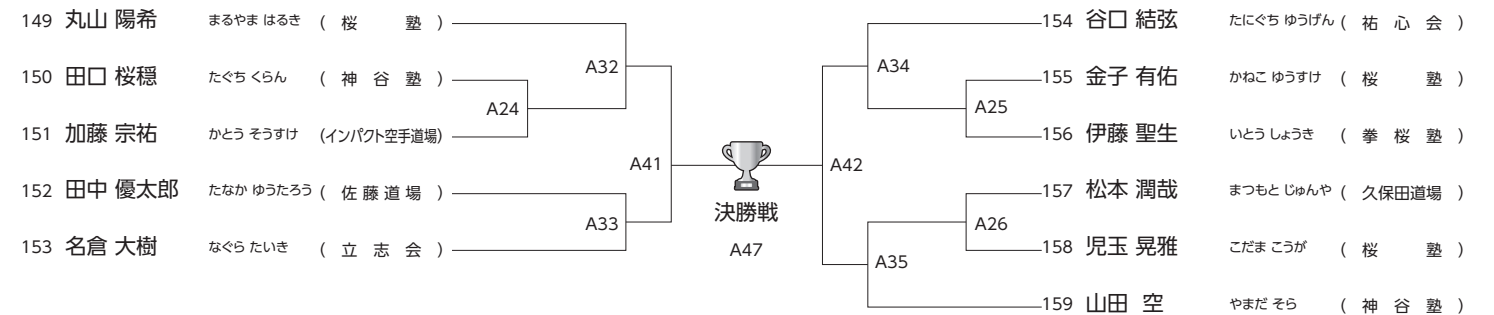 149 丸山 陽希 まるやま はるき ( 桜 塾 )
150 田口 桜穏 たぐち くらん ( 神 谷 塾 )
151 加藤 宗祐 かとう そうすけ (インパクト空手道場)
152 田中 優太郎 たなか ゆうたろう ( 佐 藤 道 場 )
153 名倉 大樹 なぐら たいき ( 立 志 会 )
A32
A24
A41
A33
決勝戦
A47
A34
A25
A42
A26
A35
154 谷口 結弦 たにぐち ゆうげん ( 祐 心 会 )
155 金子 有佑 かねこ ゆうすけ ( 桜 塾 )
156 伊藤 聖生 いとう しょうき ( 拳 桜 塾 )
157 松本 潤哉 まつもと じゅんや ( 久保田道場 )
158 児玉 晃雅 こだま こうが ( 桜 塾 )
159 山田 空 やまだ そら ( 神 谷 塾 )